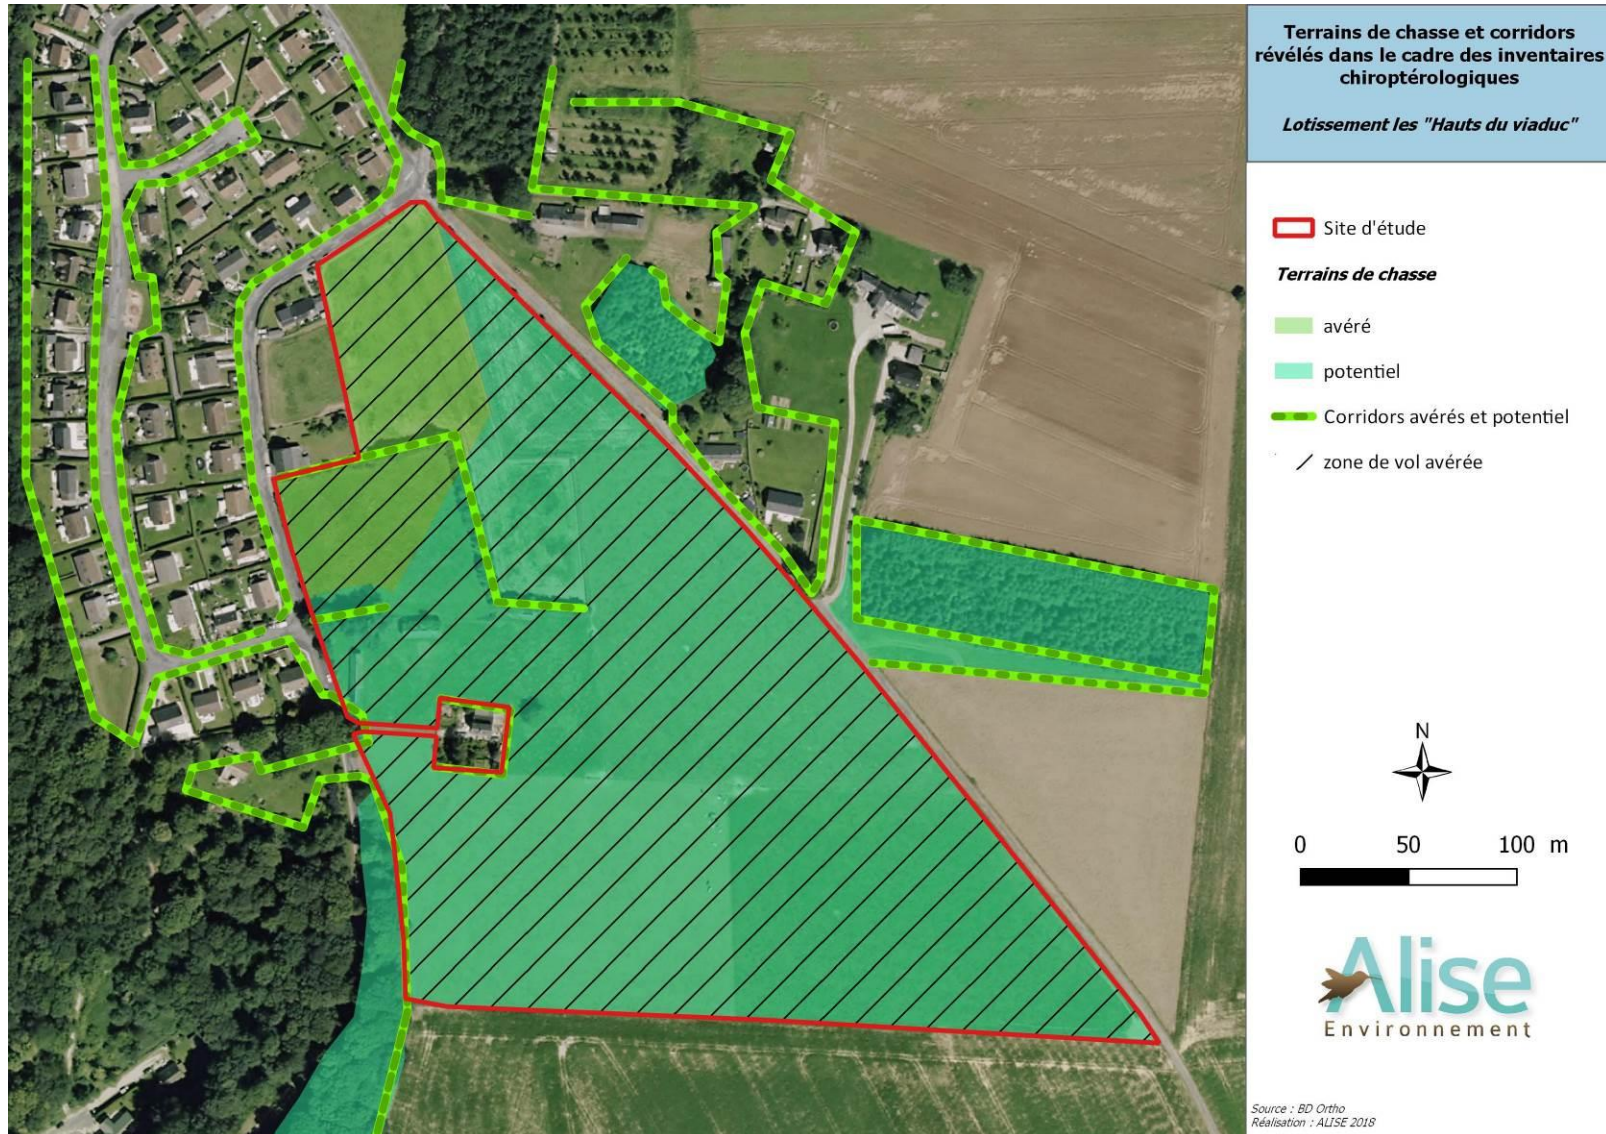 Terrains de chasse et corridors
révélés dans le cadre des inventaires
chiroptérologiques
Lotissement les "Hauts du viaduc"
Site d'étude
Terrains de chasse
avéré
potentiel
Corridors avérés et potentiel
zone de vol avérée
N
0 50 100 m
Alise
Environnement
Source : BD Ortho
Réalisation : ALISE 2018